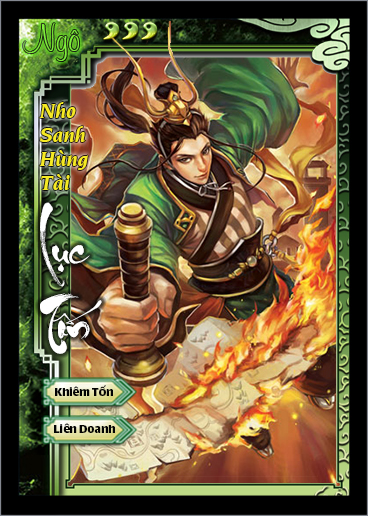 Ngô
Nho
Sanh
Hùng
Tài
Lục
Tốn
Khiêm Tốn
Liên Doanh